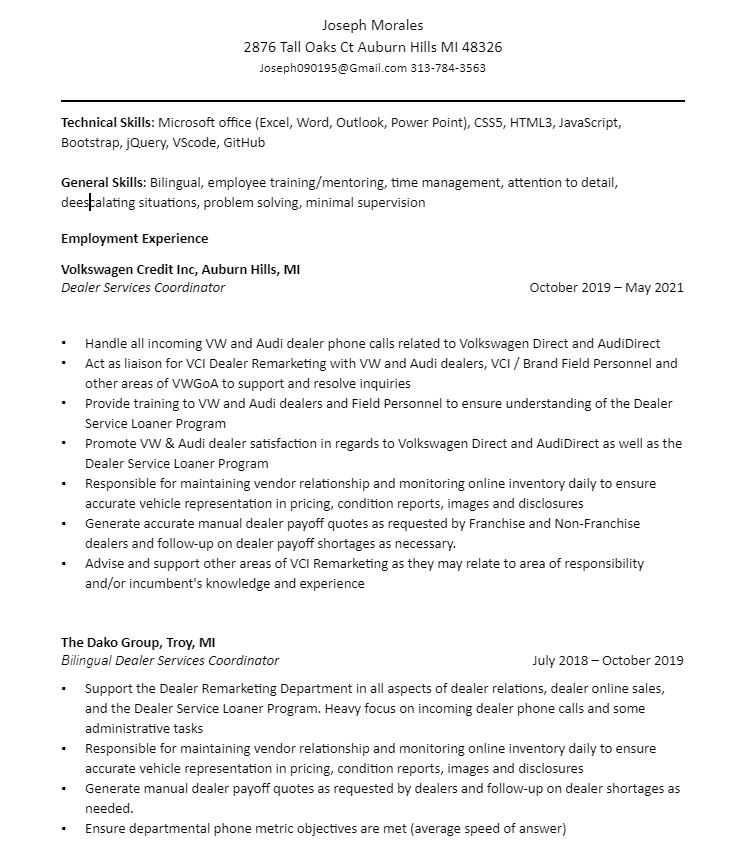 Joseph Morales
2876 Tall Oaks Ct Auburn Hills MI 48326
Joseph090195@Gmail.com 313-784-3563
Technical Skills: Microsoft office (Excel, Word, Outlook, Power Point), CSS5, HTML3, JavaScript,
Bootstrap, jQuery, VScode, GitHub
General Skills: Bilingual, employee training/mentoring, time management, attention to detail,
deescalating situations, problem solving, minimal supervision
Employment Experience
Volkswagen Credit Inc, Auburn Hills, MI
Dealer Services Coordinator October 2019 – May 2021
▪ Handle all incoming VW and Audi dealer phone calls related to Volkswagen Direct and AudiDirect
▪ Act as liaison for VCI Dealer Remarketing with VW and Audi dealers, VCI / Brand Field Personnel and
other areas of VWGoA to support and resolve inquiries
▪ Provide training to VW and Audi dealers and Field Personnel to ensure understanding of the Dealer
Service Loaner Program
▪ Promote VW & Audi dealer satisfaction in regards to Volkswagen Direct and AudiDirect as well as the
Dealer Service Loaner Program
▪ Responsible for maintaining vendor relationship and monitoring online inventory daily to ensure
accurate vehicle representation in pricing, condition reports, images and disclosures
▪ Generate accurate manual dealer payoff quotes as requested by Franchise and Non-Franchise
dealers and follow-up on dealer payoff shortages as necessary.
▪ Advise and support other areas of VCI Remarketing as they may relate to area of responsibility
and/or incumbent's knowledge and experience
The Dako Group, Troy, MI
Bilingual Dealer Services Coordinator July 2018 – October 2019
▪ Support the Dealer Remarketing Department in all aspects of dealer relations, dealer online sales,
and the Dealer Service Loaner Program. Heavy focus on incoming dealer phone calls and some
administrative tasks
▪ Responsible for maintaining vendor relationship and monitoring online inventory daily to ensure
accurate vehicle representation in pricing, condition reports, images and disclosures
▪ Generate manual dealer payoff quotes as requested by dealers and follow-up on dealer shortages as
needed.
▪ Ensure departmental phone metric objectives are met (average speed of answer)